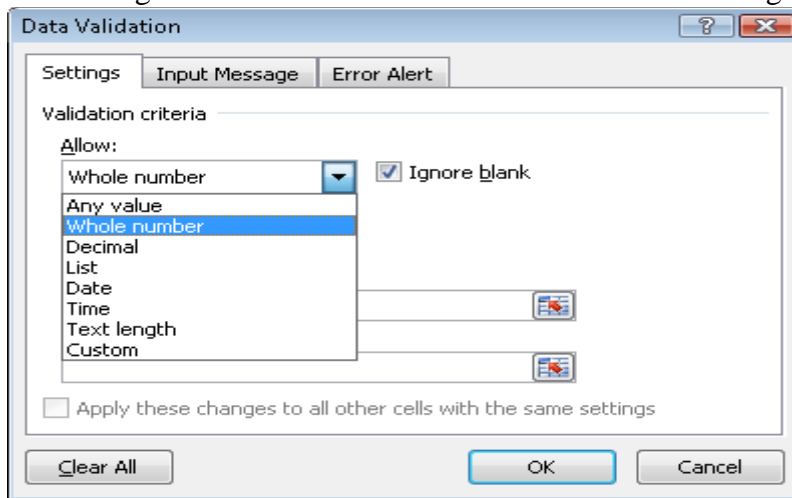 Data Validation
Settings
Input Message
Error Alert
Validation criteria
Allow:
Whole number
Ignore blank
Any value
Whole number
Decimal
List
Date
Time
Text length
Custom
Apply these changes to all other cells with the same settings
Clear All
OK
Cancel